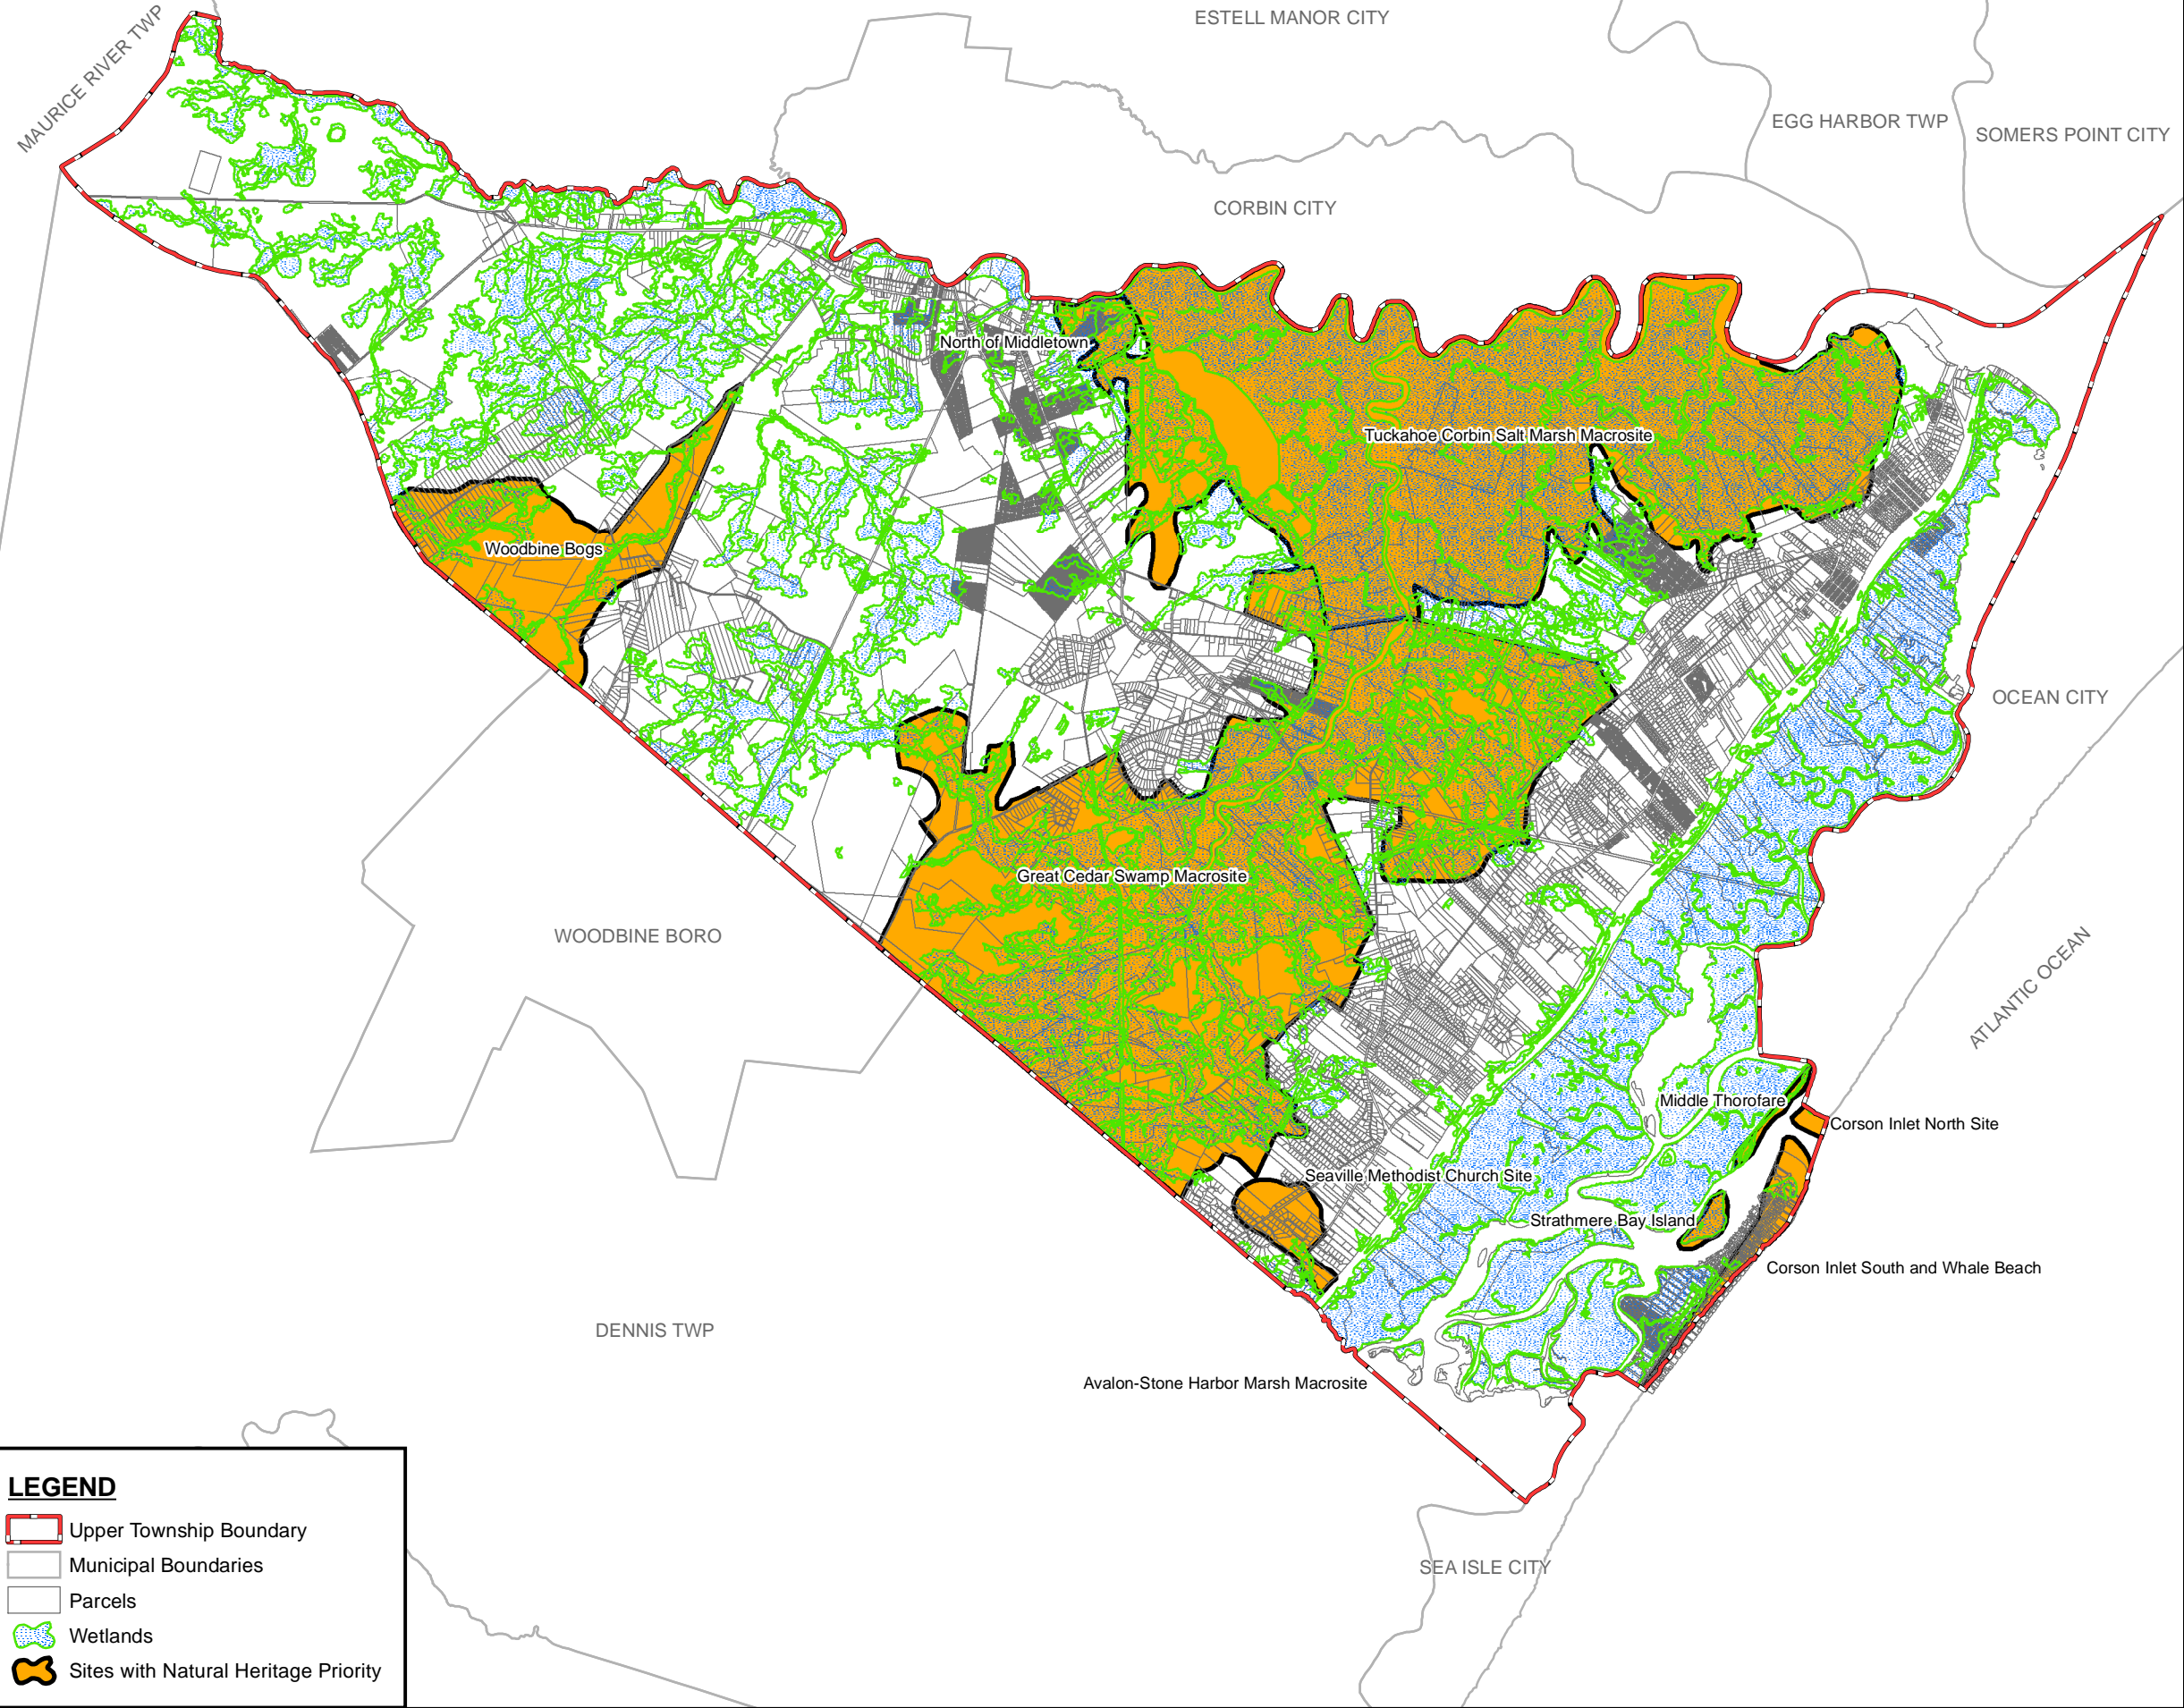 MAURICE RIVER TWP
ESTELL MANOR CITY
EGG HARBOR TWP
SOMERS POINT CITY
CORBIN CITY
North of Middletown
Tuckahoe Corbin Salt Marsh Macrosite
Woodbine Bogs
OCEAN CITY
Great Cedar Swamp Macrosite
WOODBINE BORO
ATLANTIC OCEAN
Middle Thorofare
Corson Inlet North Site
Seaville Methodist Church Site
Strathmere Bay Island
Corson Inlet South and Whale Beach
DENNIS TWP
Avalon-Stone Harbor Marsh Macrosite
SEA ISLE CITY
LEGEND
Upper Township Boundary
Municipal Boundaries
Parcels
Wetlands
Sites with Natural Heritage Priority